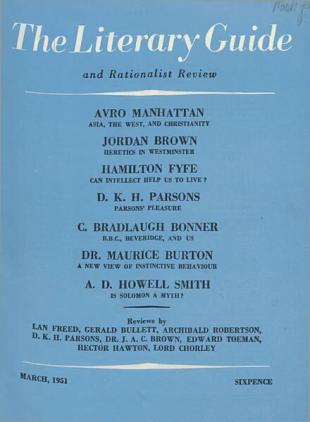 The Literary Guide
and Rationalist Review
AVRO MANHATTAN
ASIA, THE WEST, AND CHRISTIANITY
JORDAN BROWN
HERETICS IN WESTMINSTER
HAMILTON FYFE
CAN INTELLECT HELP US TO LIVE?
D. K. H. PARSONS
PARSONS' PLEASURE
C. BRADLAUGH BONNER
B.B.C., BEVERIDGE, AND US
DR. MAURICE BURTON
A NEW VIEW OF INSTINCTIVE BEHAVIOUR
A. D. HOWELL SMITH
IS SOLOMON A MYTH?
Reviews by
IAN FREED, GERALD BULLETT, ARCHIBALD ROBERTSON,
D. K. H. PARSONS, DR. J. A. C. BROWN, EDWARD TOEMAN,
HECTOR HAWTON, LORD CHORLEY
MARCH, 1951
SIXPENCE